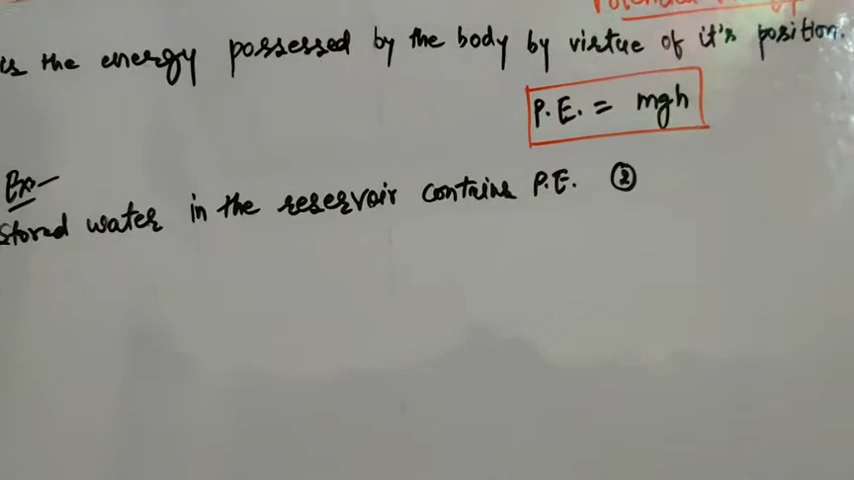 Potential
is the energy possessed by the body by virtue of it's position.
P.E. = mgh
Ex-
Stored water in the reservoir contains P.E. ②